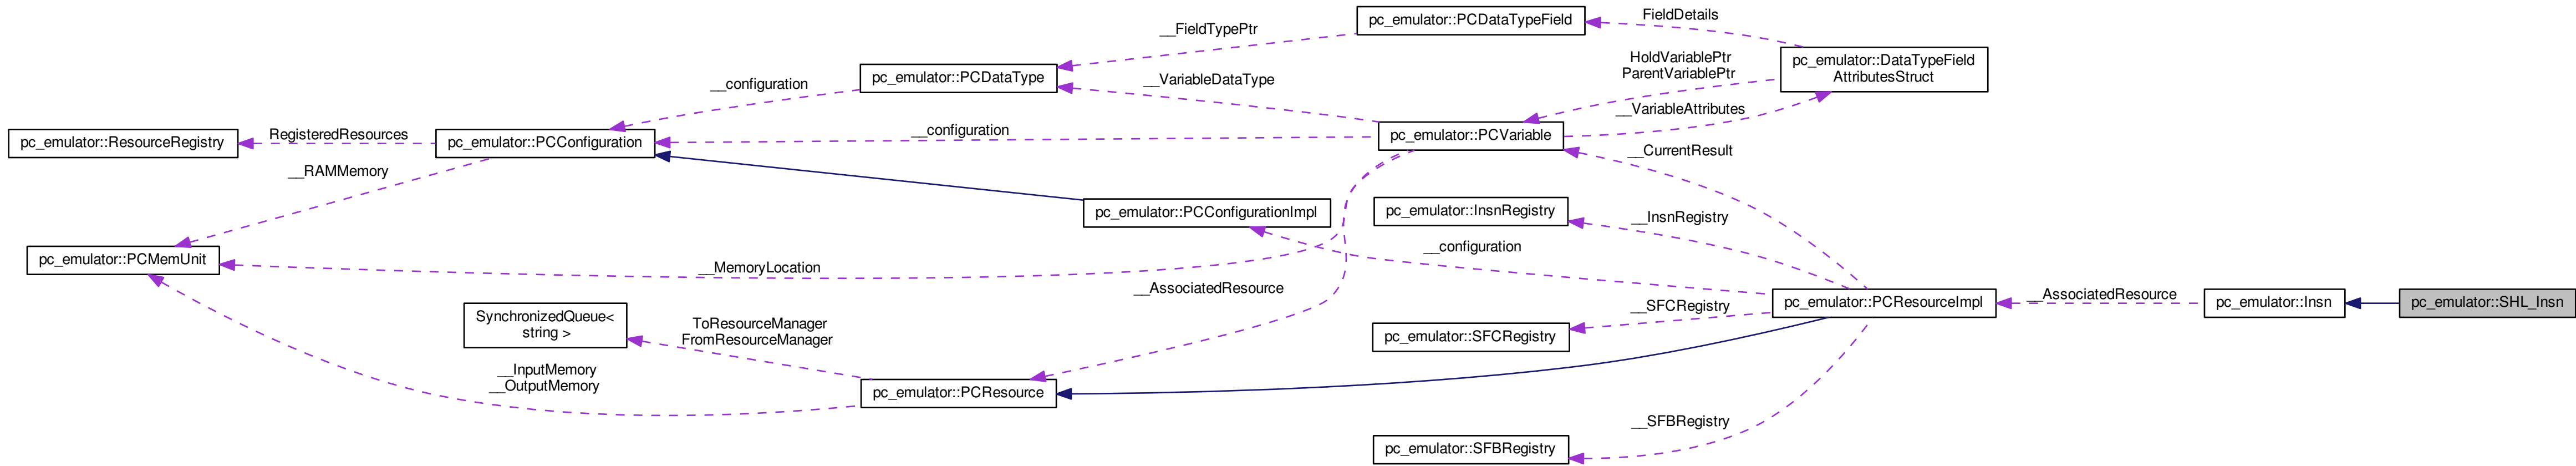 FieldDetails
pc_emulator::PCDataTypeField
__FieldTypePtr
HoldVariablePtr
ParentVariablePtr
pc_emulator::DataTypeField
AttributesStruct
pc_emulator::PCDataType
__VariableDataType
__configuration
__VariableAttributes
RegisteredResources
__configuration
pc_emulator::PCVariable
pc_emulator::ResourceRegistry
pc_emulator::PCConfiguration
__CurrentResult
__RAMMemory
pc_emulator::PCConfigurationImpl
pc_emulator::InsnRegistry
__InsnRegistry
__configuration
pc_emulator::PCMemUnit
__MemoryLocation
__AssociatedResource
__AssociatedResource
pc_emulator::PCResourceImpl
pc_emulator::Insn
pc_emulator::SHL_Insn
__SFCRegistry
SynchronizedQueue<
string >
ToResourceManager
FromResourceManager
pc_emulator::SFCRegistry
__InputMemory
__OutputMemory
pc_emulator::PCResource
__SFBRegistry
pc_emulator::SFBRegistry